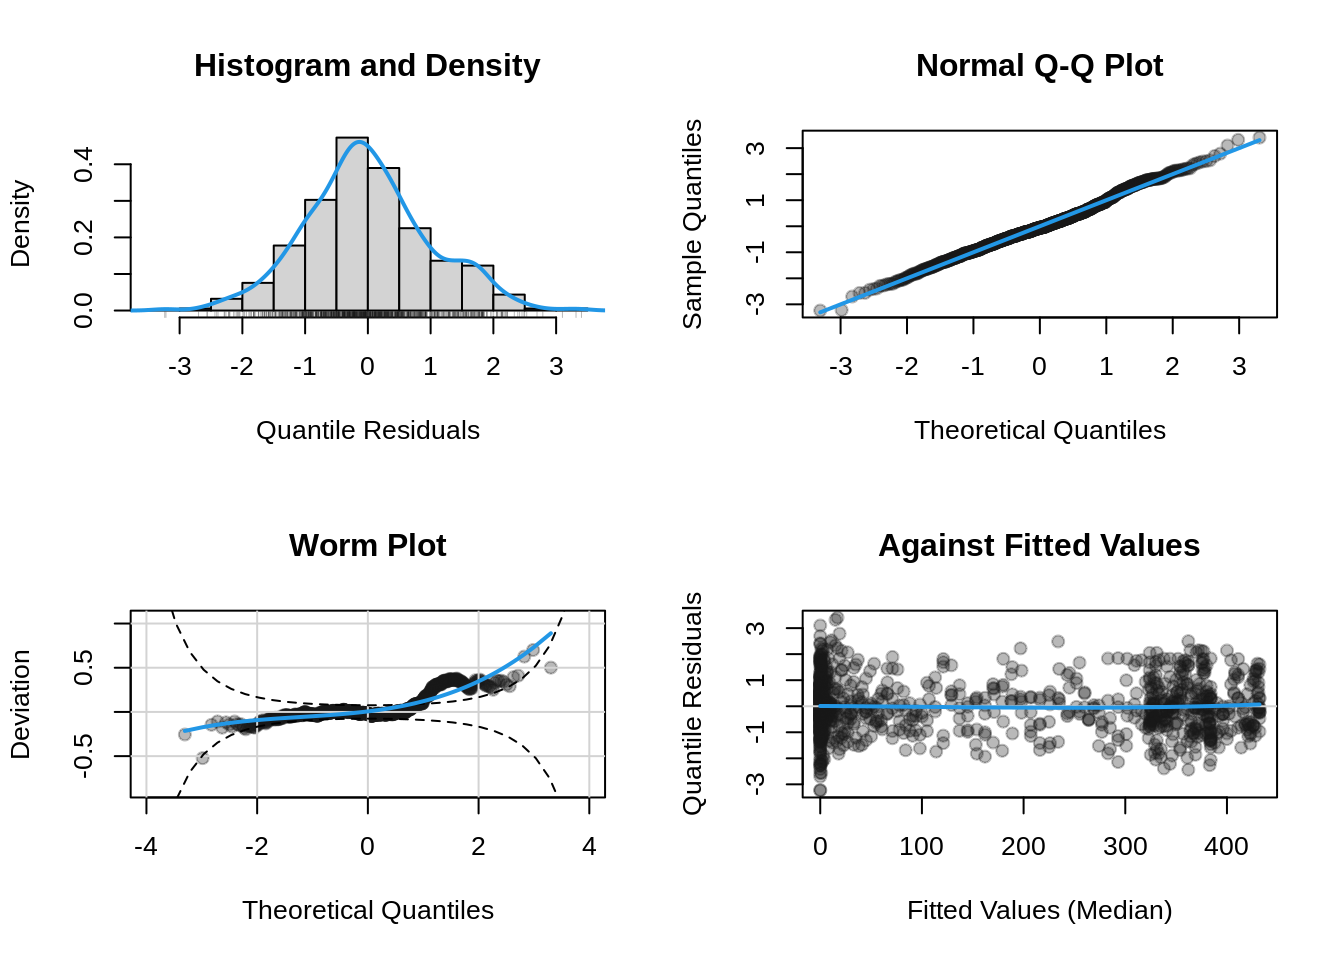 Histogram and Density
Density
0.0 0.2 0.4
-3 -2 -1 0 1 2 3
Quantile Residuals
Normal Q-Q Plot
Sample Quantiles
-3 -1 1 3
-3 -2 -1 0 1 2 3
Theoretical Quantiles
Worm Plot
Deviation
-0.5 0.5
-4 -2 0 2 4
Theoretical Quantiles
Against Fitted Values
Quantile Residuals
-3 -1 1 3
0 100 200 300 400
Fitted Values (Median)